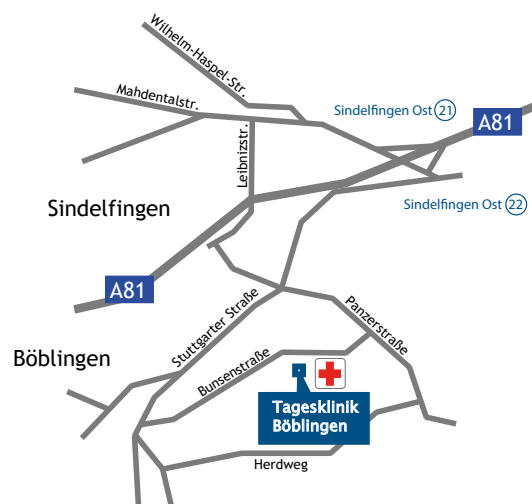 Wilhelm-Haspel-Str.
Mahdentalstr.
Sindelfingen Ost 21
A81
Leibnizstr.
Sindelfingen
Sindelfingen Ost 22
A81
Stuttgarter Straße
Panzerstraße
Böblingen
Bunsenstraße
Tagesklinik
Böblingen
Herdweg